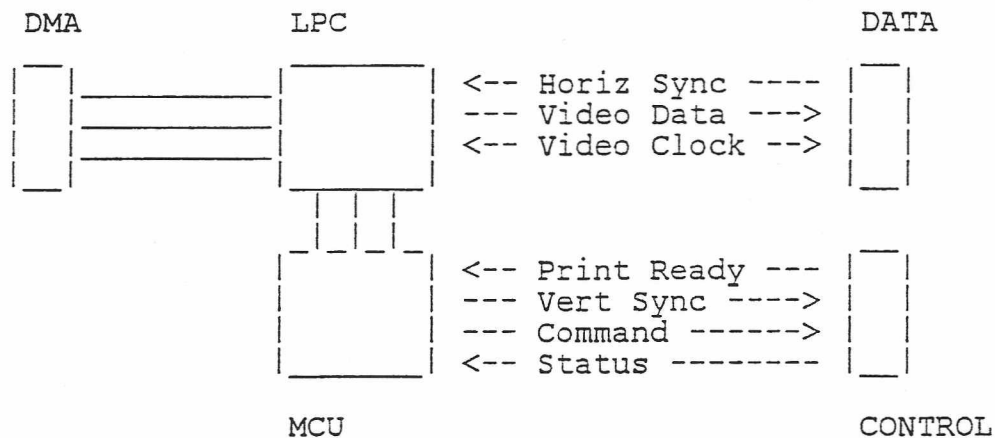 DMA LPC DATA
<-- Horiz Sync ----
--- Video Data --->
<-- Video Clock -->
<-- Print Ready ---
--- Vert Sync ---->
--- Command ------>
<-- Status --------
MCU CONTROL